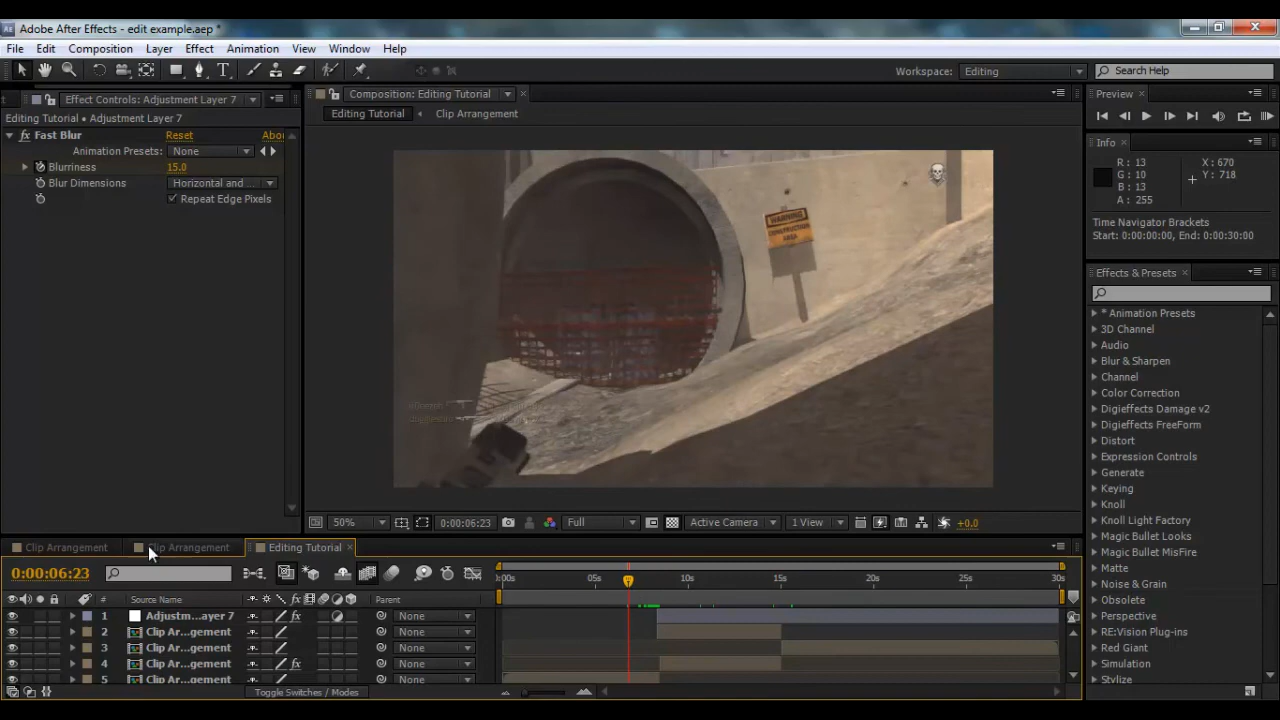 Adobe After Effects - edit example.aep *
File Edit Composition Layer Effect Animation View Window Help
Workspace: Editing Search Help
Effect Controls: Adjustment Layer 7
Composition: Editing Tutorial
Preview
Editing Tutorial • Adjustment Layer 7
Editing Tutorial Clip Arrangement
fx Fast Blur Reset Abou
Animation Presets: None
Blurriness 15.0
Blur Dimensions Horizontal and ...
Repeat Edge Pixels
WARNING
CONSTRUCTION
AREA
Info
R: 13 X: 670
G: 10 Y: 718
B: 13
A: 255
Time Navigator Brackets
Start: 0:00:00:00, End: 0:00:30:00
Effects & Presets
* Animation Presets
3D Channel
Audio
Blur & Sharpen
Channel
Color Correction
Digieffects Damage v2
Digieffects FreeForm
Distort
Expression Controls
Generate
Keying
Knoll
Knoll Light Factory
Magic Bullet Looks
Magic Bullet MisFire
Matte
Noise & Grain
Obsolete
Perspective
RE:Vision Plug-ins
Red Giant
Simulation
Stylize
50% 0:00:06:23 Full Active Camera 1 View +0.0
Clip Arrangement Clip Arrangement Editing Tutorial
0:00:06:23
:00s 05s 10s 15s 20s 25s 30s
# Source Name fx Parent
1 Adjustm...ayer 7 fx None
2 Clip Ar...gement None
3 Clip Ar...gement None
4 Clip Ar...gement fx None
5 Clip Ar...gement None
Toggle Switches / Modes